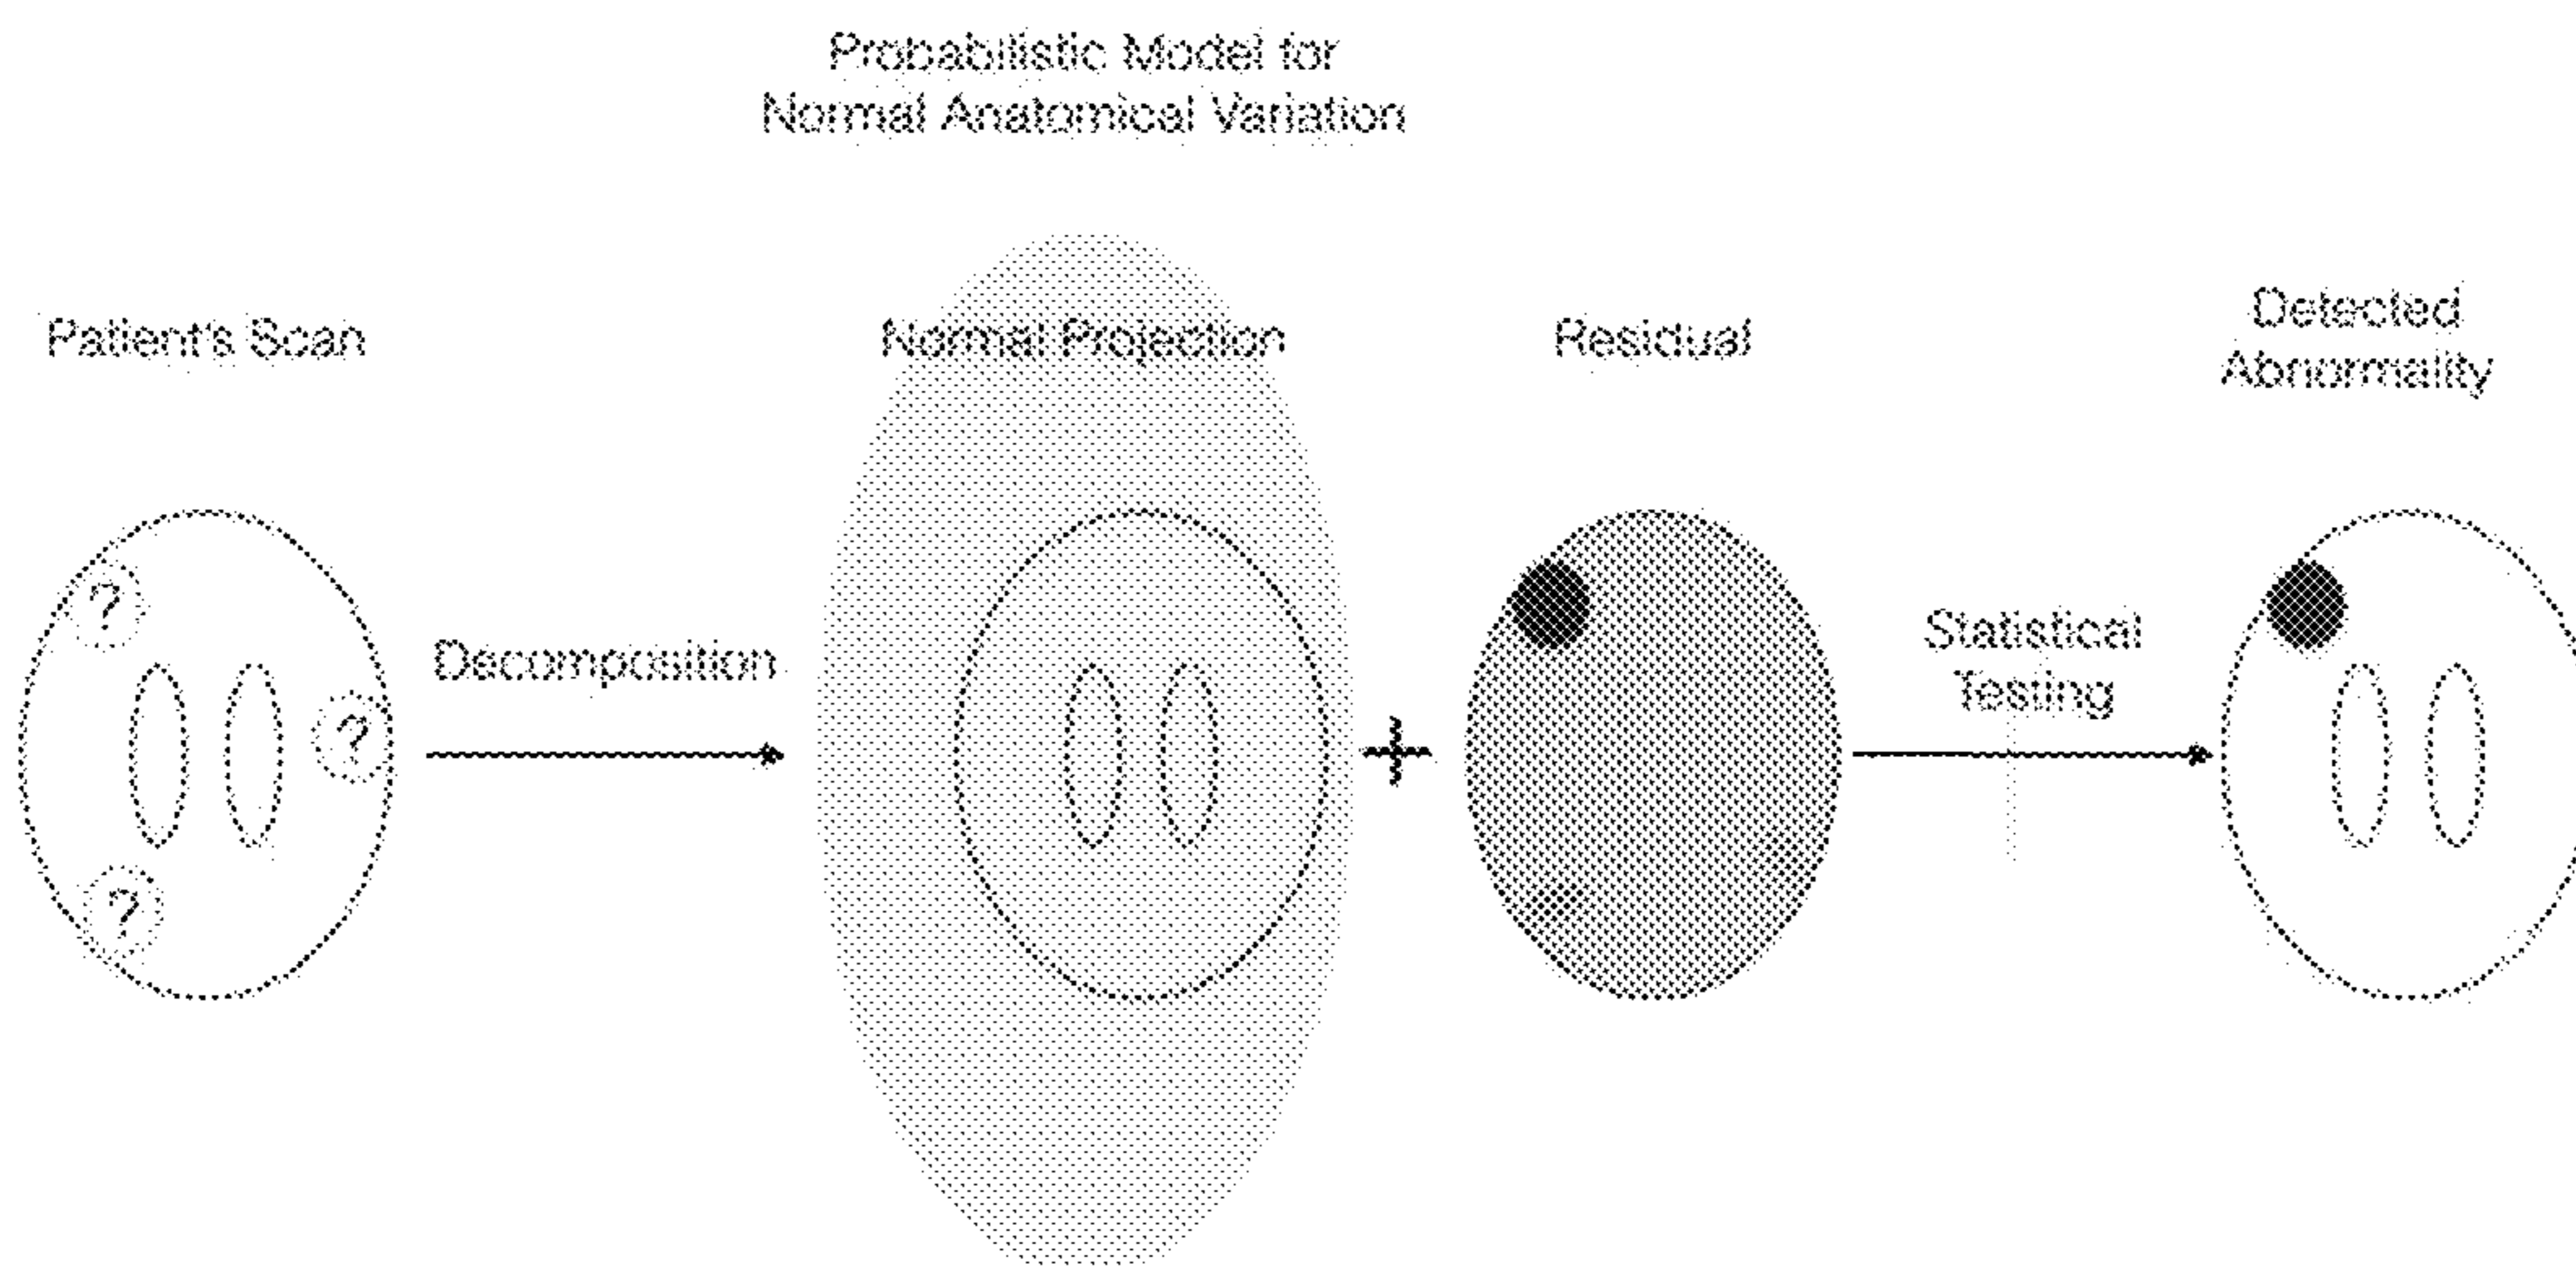 Probabilistic Model for
Normal Anatomical Variation
Patient's Scan
Normal Projection
Residual
Detected
Abnormality
?
?
?
Decomposition
+
Statistical
Testing